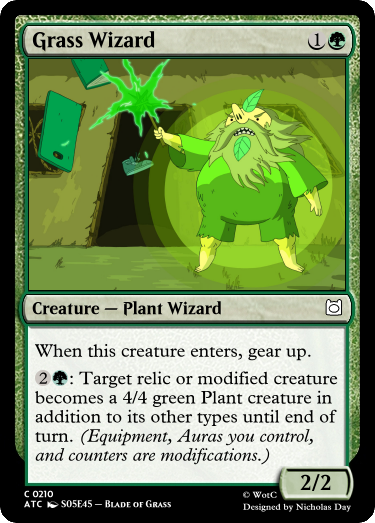 Grass Wizard 1
Creature — Plant Wizard
When this creature enters, gear up.
2: Target relic or modified creature
becomes a 4/4 green Plant creature in
addition to its other types until end of
turn. (Equipment, Auras you control,
and counters are modifications.)
2/2
C 0210
ATC S05E45 – Blade of Grass
© WotC
Designed by Nicholas Day